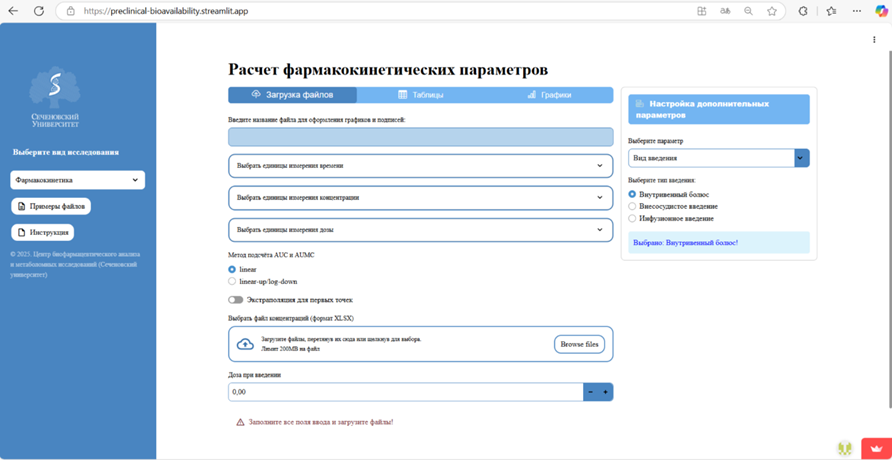 https://preclinical-bioavailability.streamlit.app
СЕЧЕНОВСКИЙ
УНИВЕРСИТЕТ
Выберите вид исследования
Фармакокинетика
Примеры файлов
Инструкция
© 2025. Центр биофармацевтического анализа
и метаболомных исследований (Сеченовский
университет)
Расчет фармакокинетических параметров
Загрузка файлов
Таблицы
Графики
Введите название файла для оформления графиков и подписей:
Выбрать единицы измерения времени
Выбрать единицы измерения концентрации
Выбрать единицы измерения дозы
Метод подсчёта AUC и AUMC
linear
linear-up/log-down
Экстраполяция для первых точек
Выбрать файл концентраций (формат XLSX)
Загрузите файлы, перетянув их сюда или щелкнув для выбора.
Лимит 200MB на файл
Browse files
Доза при введении
0,00
Заполните все поля ввода и загрузите файлы!
Настройка дополнительных
параметров
Выберите параметр
Вид введения
Выберите тип введения:
Внутривенный болюс
Внесосудистое введение
Инфузионное введение
Выбрано: Внутривенный болюс!